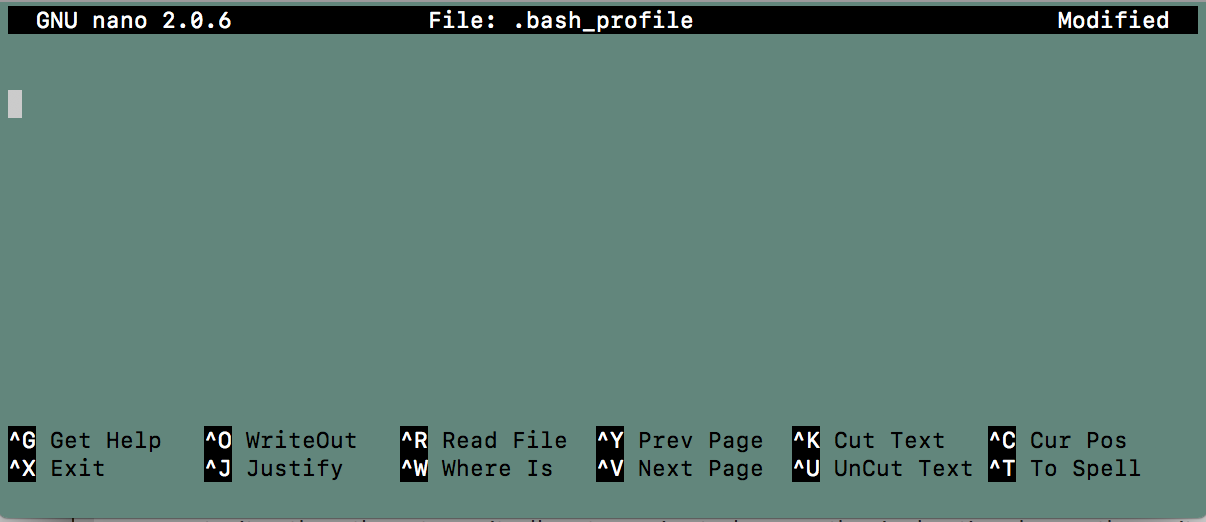 GNU nano 2.0.6 File: .bash_profile Modified
^G Get Help ^O WriteOut ^R Read File ^Y Prev Page ^K Cut Text ^C Cur Pos
^X Exit ^J Justify ^W Where Is ^V Next Page ^U UnCut Text ^T To Spell